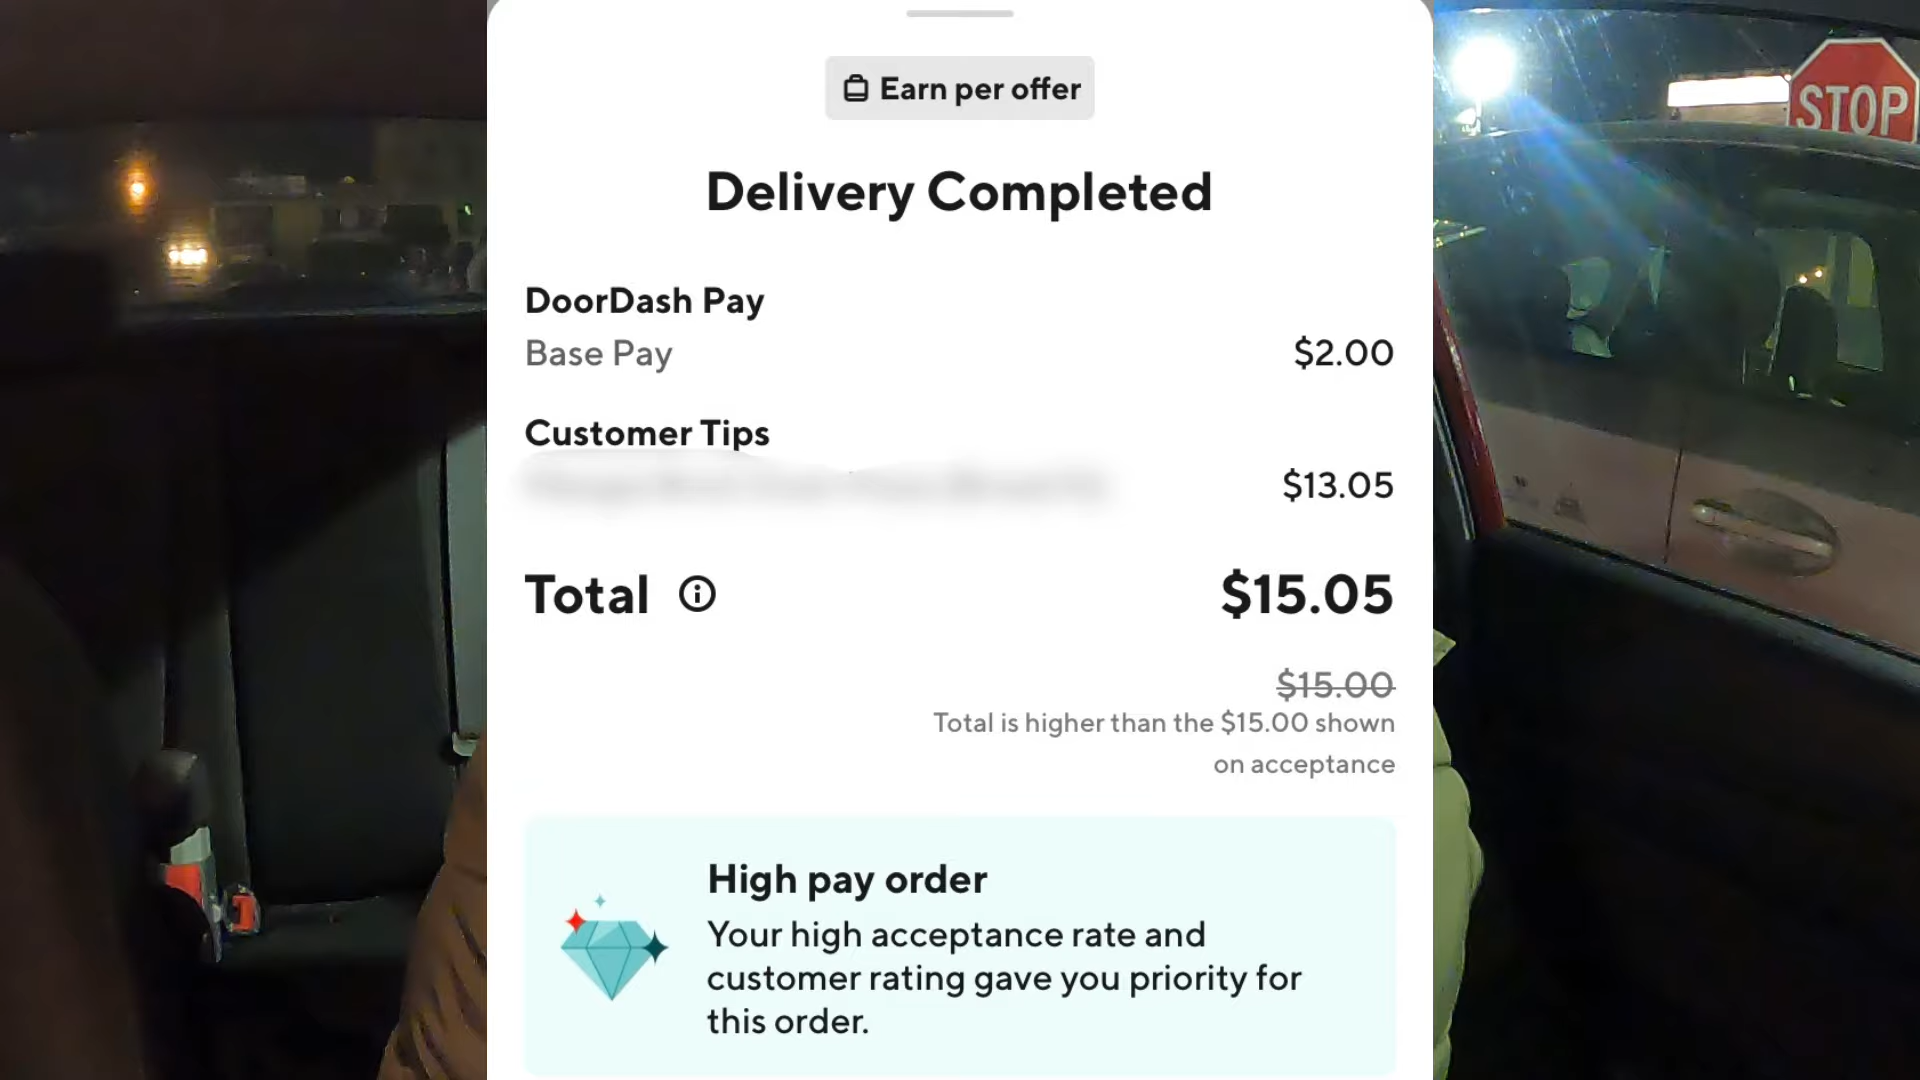 Earn per offer
Delivery Completed
DoorDash Pay
Base Pay $2.00
Customer Tips
$13.05
Total $15.05
$15.00
Total is higher than the $15.00 shown
on acceptance
High pay order
Your high acceptance rate and
customer rating gave you priority for
this order.
STOP